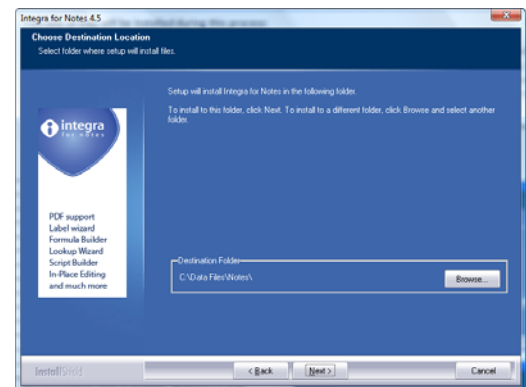 Integra for Notes 4.5
Choose Destination Location
Select folder where setup will install files.
Setup will install Integra for Notes in the following folder.
To install to this folder, click Next. To install to a different folder, click Browse and select another
folder.
integra
for notes
PDF support
Label wizard
Formula Builder
Lookup Wizard
Script Builder
In-Place Editing
and much more
Destination Folder
C:\Data Files\Notes\
Browse...
InstallShield
< Back
Next >
Cancel